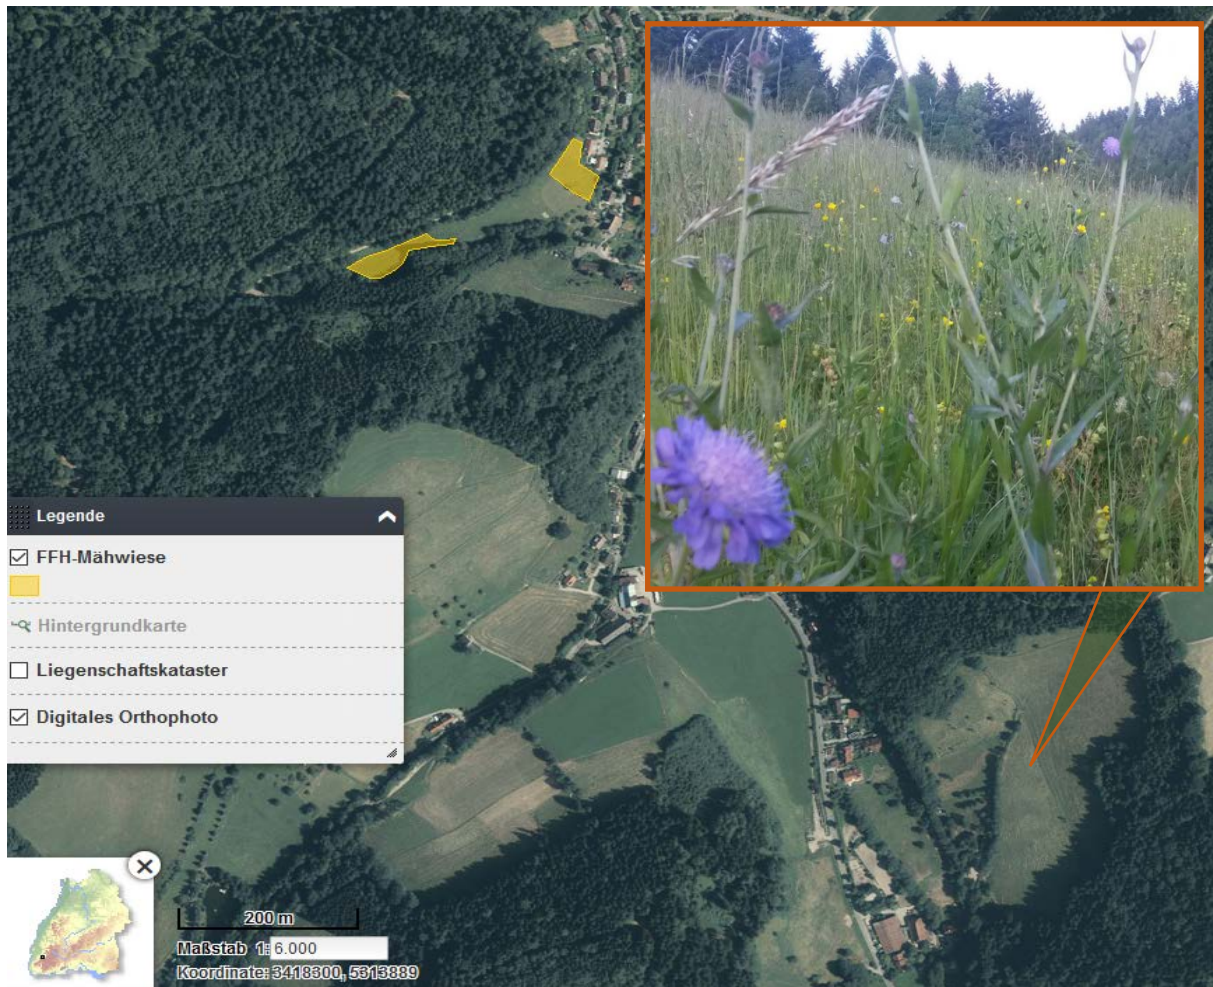 Legende
FFH-Mähwiese
Hintergrundkarte
Liegenschaftskataster
Digitales Orthophoto
200 m
Maßstab 1: 6.000
Koordinate: 3418300, 5313889